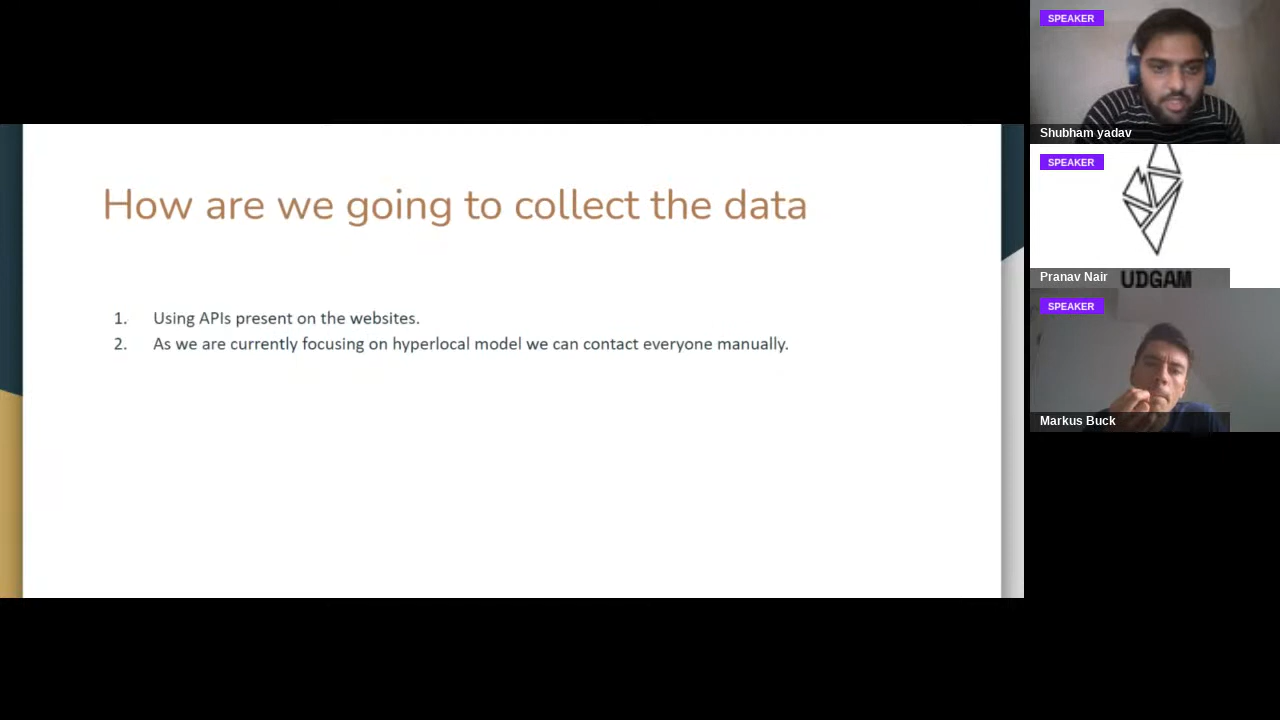 How are we going to collect the data
1. Using APIs present on the websites.
2. As we are currently focusing on hyperlocal model we can contact everyone manually.
SPEAKER
Shubham yadav
SPEAKER
Pranav Nair
UDGAM
SPEAKER
Markus Buck